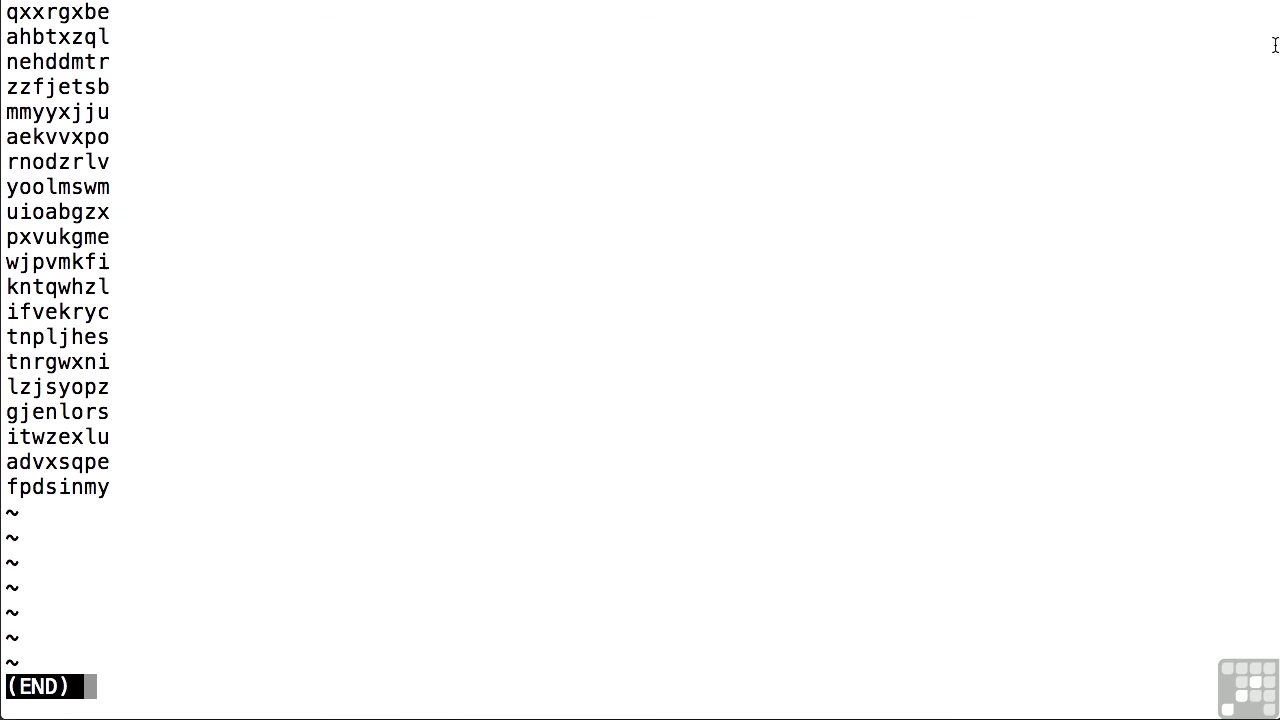 qxxrgxbe
ahbtxzql
nehddmtr
zzfjetsb
mmyyxjju
aekvvxpo
rnodzrlv
yoolmswm
uioabgzx
pxvukgme
wjpvmkfi
kntqwhzl
ifvekryc
tnpljhes
tnrgwxni
lzjsyopz
gjenlors
itwzexlu
advxsqpe
fpdsinmy
~
~
~
~
~
~
~
(END)